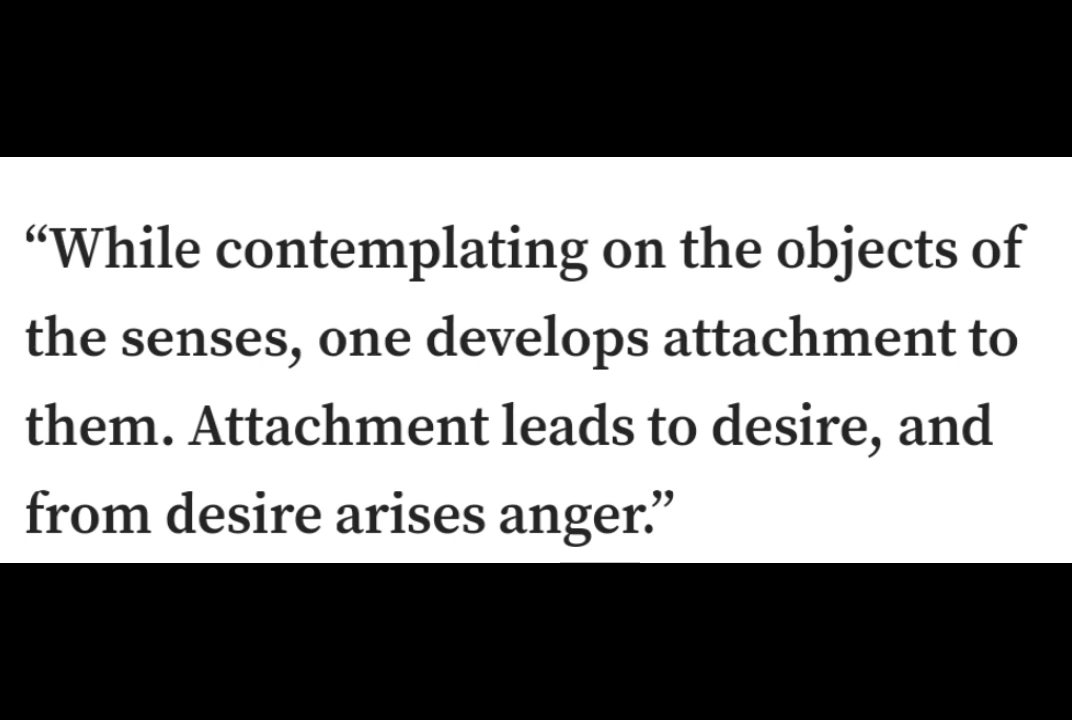 “While contemplating on the objects of
the senses, one develops attachment to
them. Attachment leads to desire, and
from desire arises anger.”